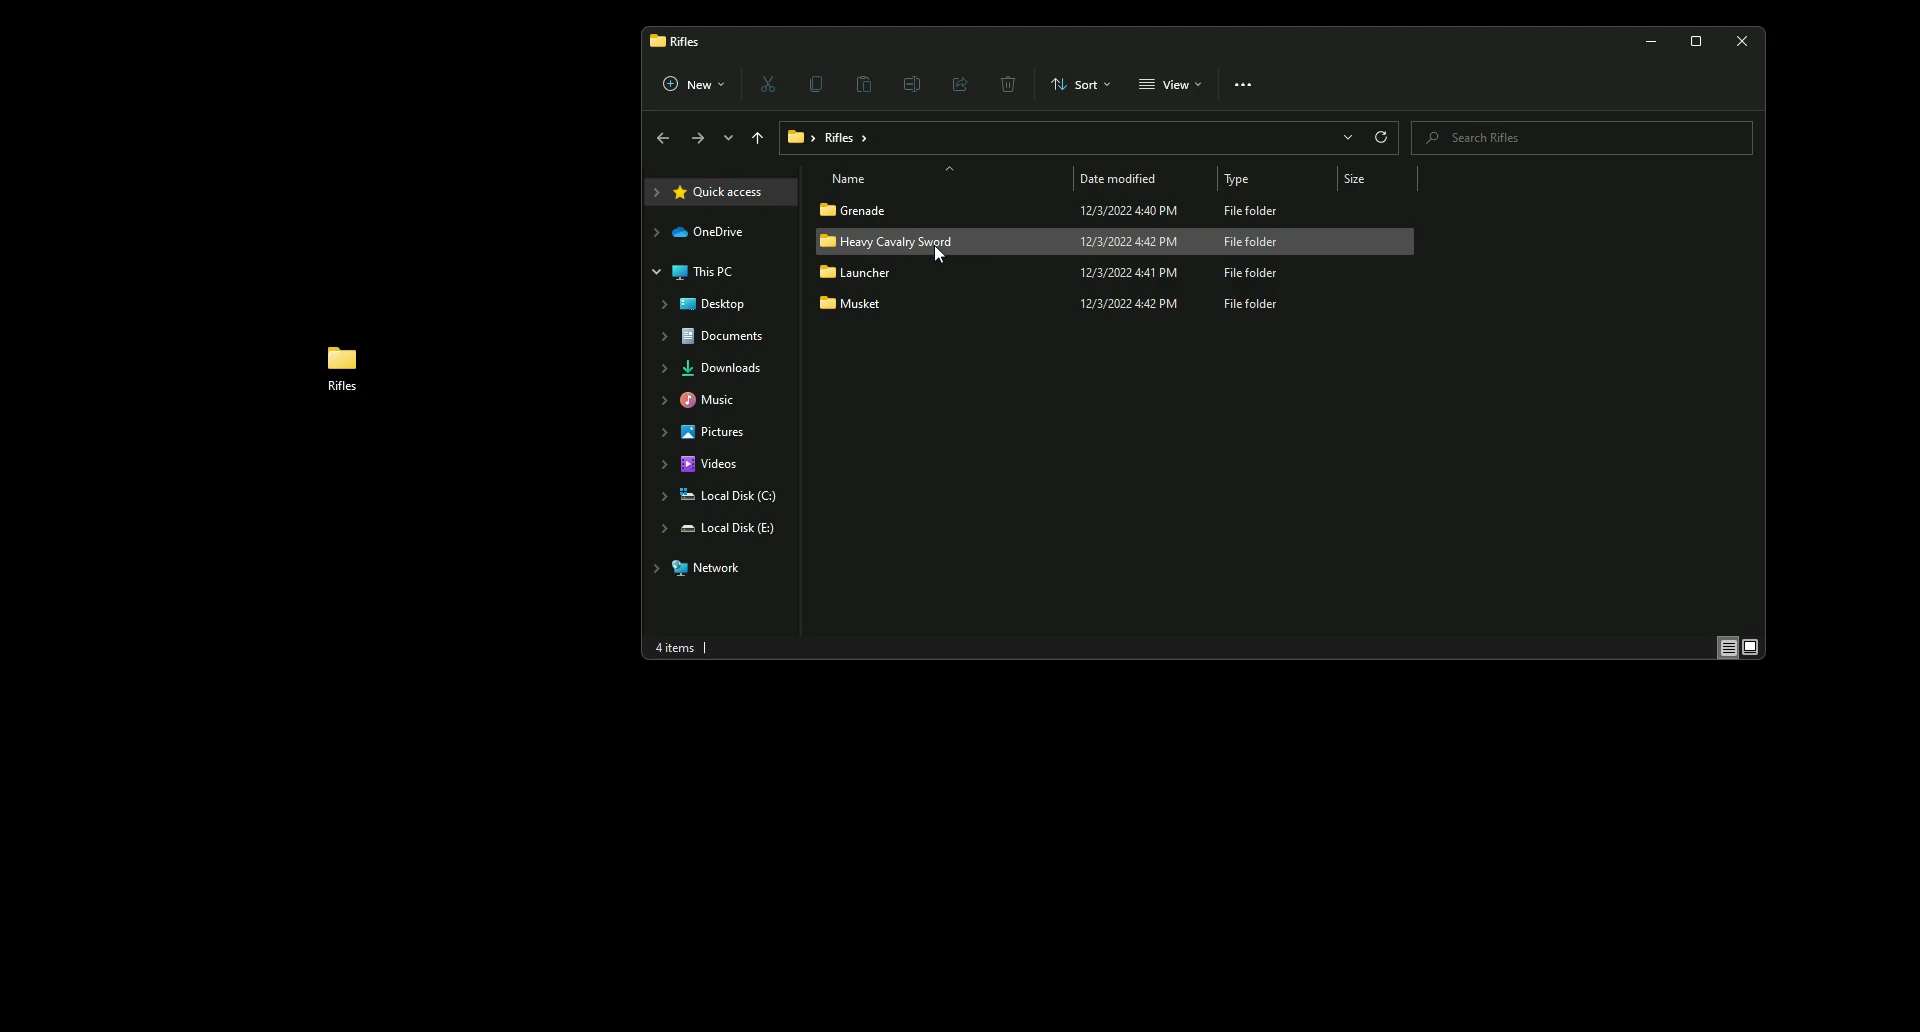 Rifles
New
Sort
View
Rifles
Search Rifles
Name Date modified Type Size
Quick access
OneDrive
This PC
Desktop
Documents
Downloads
Music
Pictures
Videos
Local Disk (C:)
Local Disk (E:)
Network
Grenade 12/3/2022 4:40 PM File folder
Heavy Cavalry Sword 12/3/2022 4:42 PM File folder
Launcher 12/3/2022 4:41 PM File folder
Musket 12/3/2022 4:42 PM File folder
Rifles
4 items